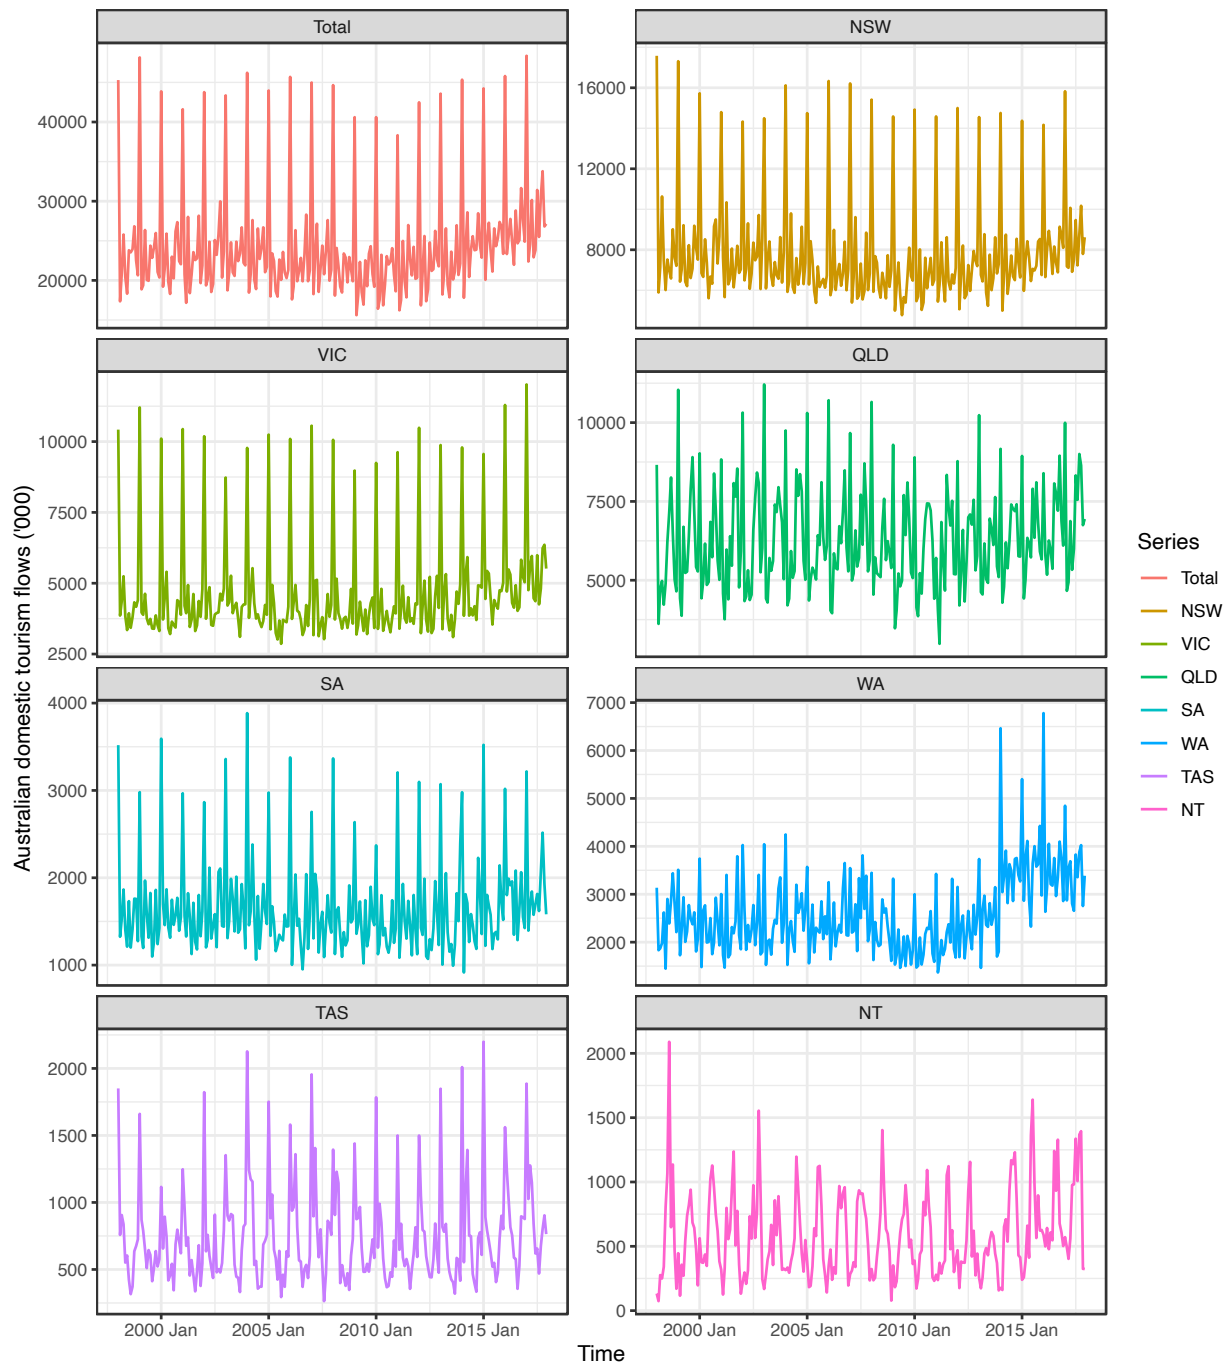 Total
NSW
40000
30000
20000
16000
12000
8000
VIC
QLD
10000
7500
5000
2500
10000
7500
5000
SA
WA
4000
3000
2000
1000
7000
6000
5000
4000
3000
2000
TAS
NT
2000
1500
1000
500
2000
1500
1000
500
0
2000 Jan
2005 Jan
2010 Jan
2015 Jan
2000 Jan
2005 Jan
2010 Jan
2015 Jan
Time
Australian domestic tourism flows ('000)
Series
Total
NSW
VIC
QLD
SA
WA
TAS
NT